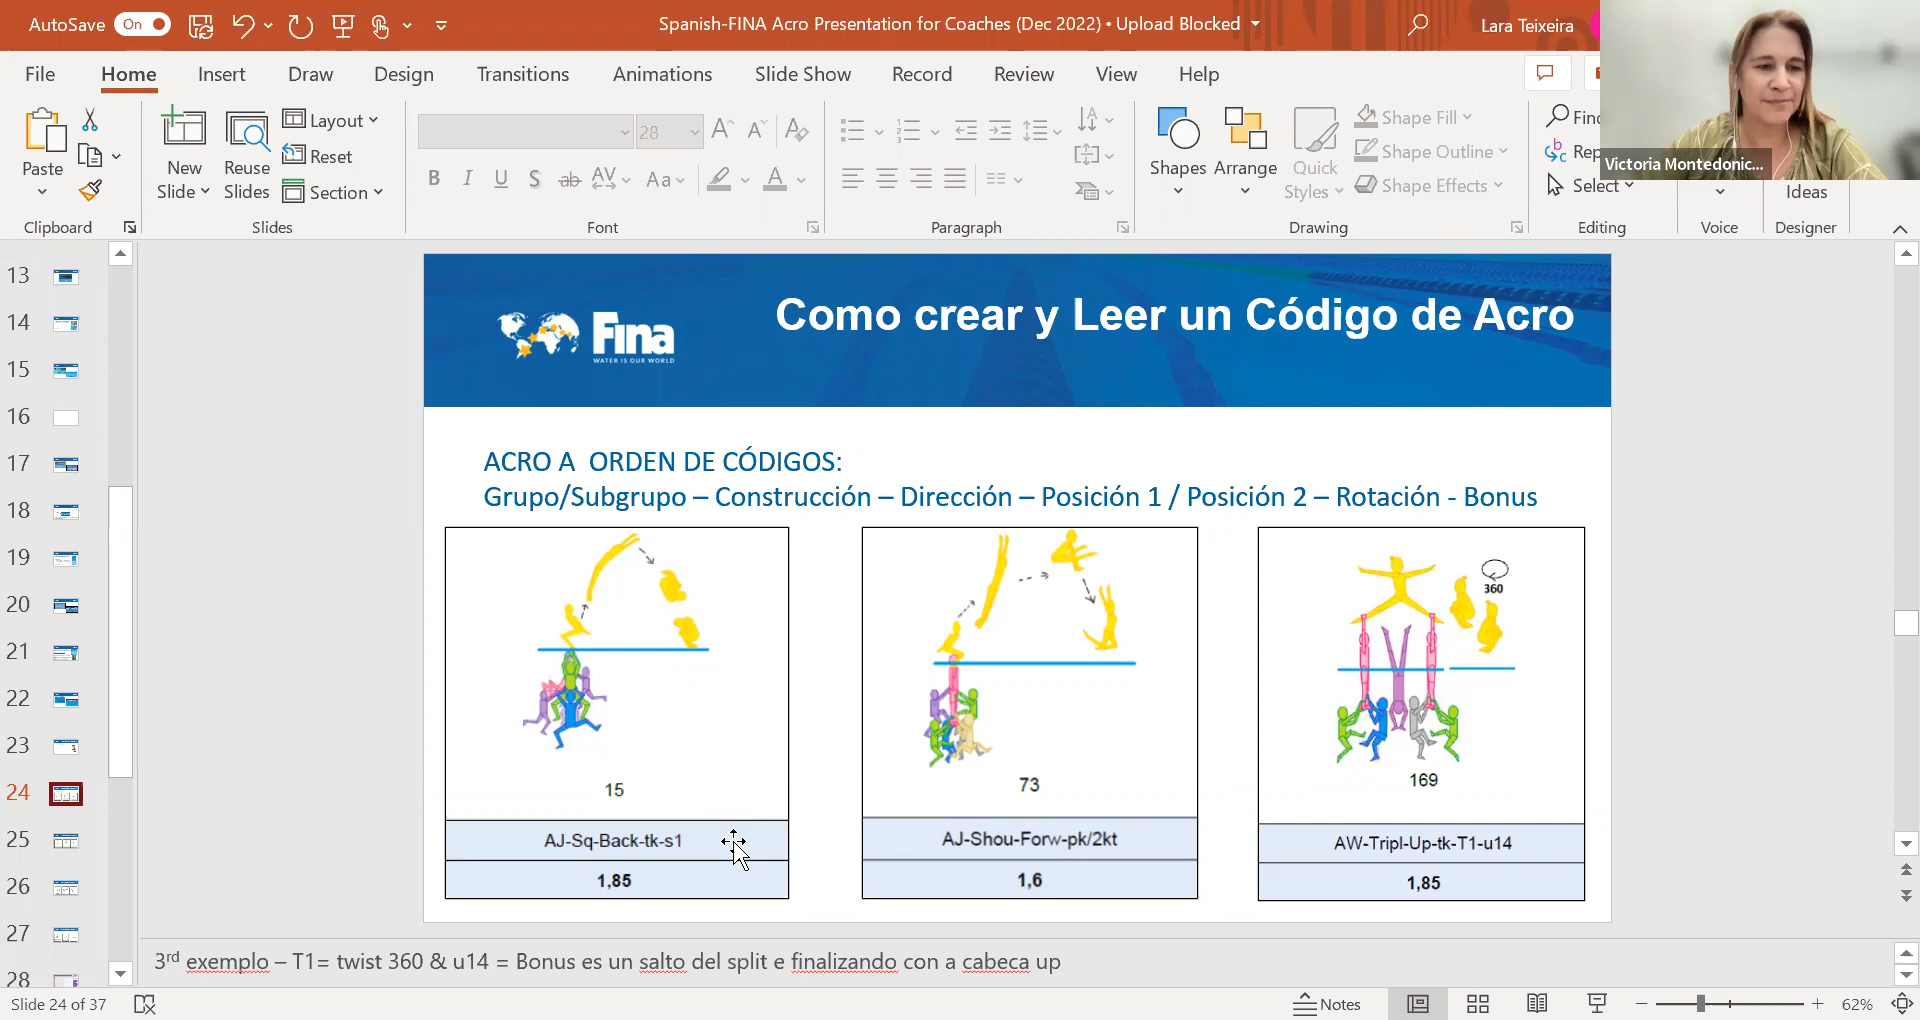 AutoSave On Spanish-FINA Acro Presentation for Coaches (Dec 2022) • Upload Blocked Lara Teixeira
File Home Insert Draw Design Transitions Animations Slide Show Record Review View Help
Paste
New Slide
Reuse Slides
Layout
Reset
Section
28
B I U S ab AV Aa A
Shapes
Arrange
Quick Styles
Shape Fill
Shape Outline
Shape Effects
Select
Ideas
Victoria Montedonic...
Clipboard Slides Font Paragraph Drawing Editing Voice Designer
13
14
15
16
17
18
19
20
21
22
23
24
25
26
27
28
Fina
WATER IS OUR WORLD
Como crear y Leer un Código de Acro
ACRO A ORDEN DE CÓDIGOS:
Grupo/Subgrupo – Construcción – Dirección – Posición 1 / Posición 2 – Rotación - Bonus
15
AJ-Sq-Back-tk-s1
1,85
73
AJ-Shou-Forw-pk/2kt
1,6
360
169
AW-Tripl-Up-tk-T1-u14
1,85
3rd exemplo – T1= twist 360 & u14 = Bonus es un salto del split e finalizando con a cabeca up
Slide 24 of 37 Notes 62%